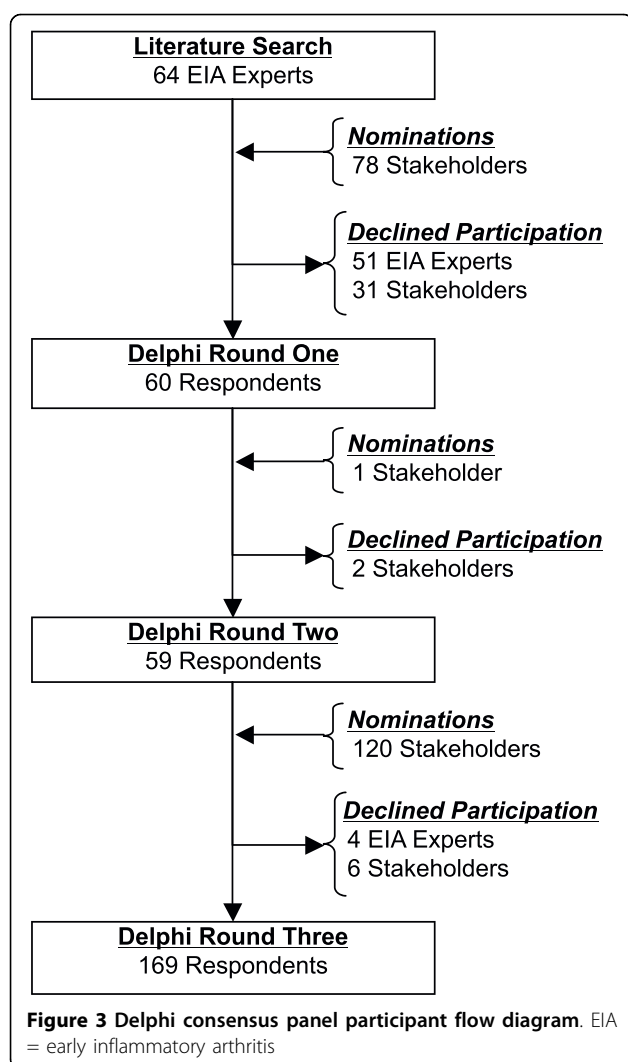 Literature Search
64 EIA Experts
Nominations
78 Stakeholders
Declined Participation
51 EIA Experts
31 Stakeholders
Delphi Round One
60 Respondents
Nominations
1 Stakeholder
Declined Participation
2 Stakeholders
Delphi Round Two
59 Respondents
Nominations
120 Stakeholders
Declined Participation
4 EIA Experts
6 Stakeholders
Delphi Round Three
169 Respondents
Figure 3 Delphi consensus panel participant flow diagram. EIA
= early inflammatory arthritis